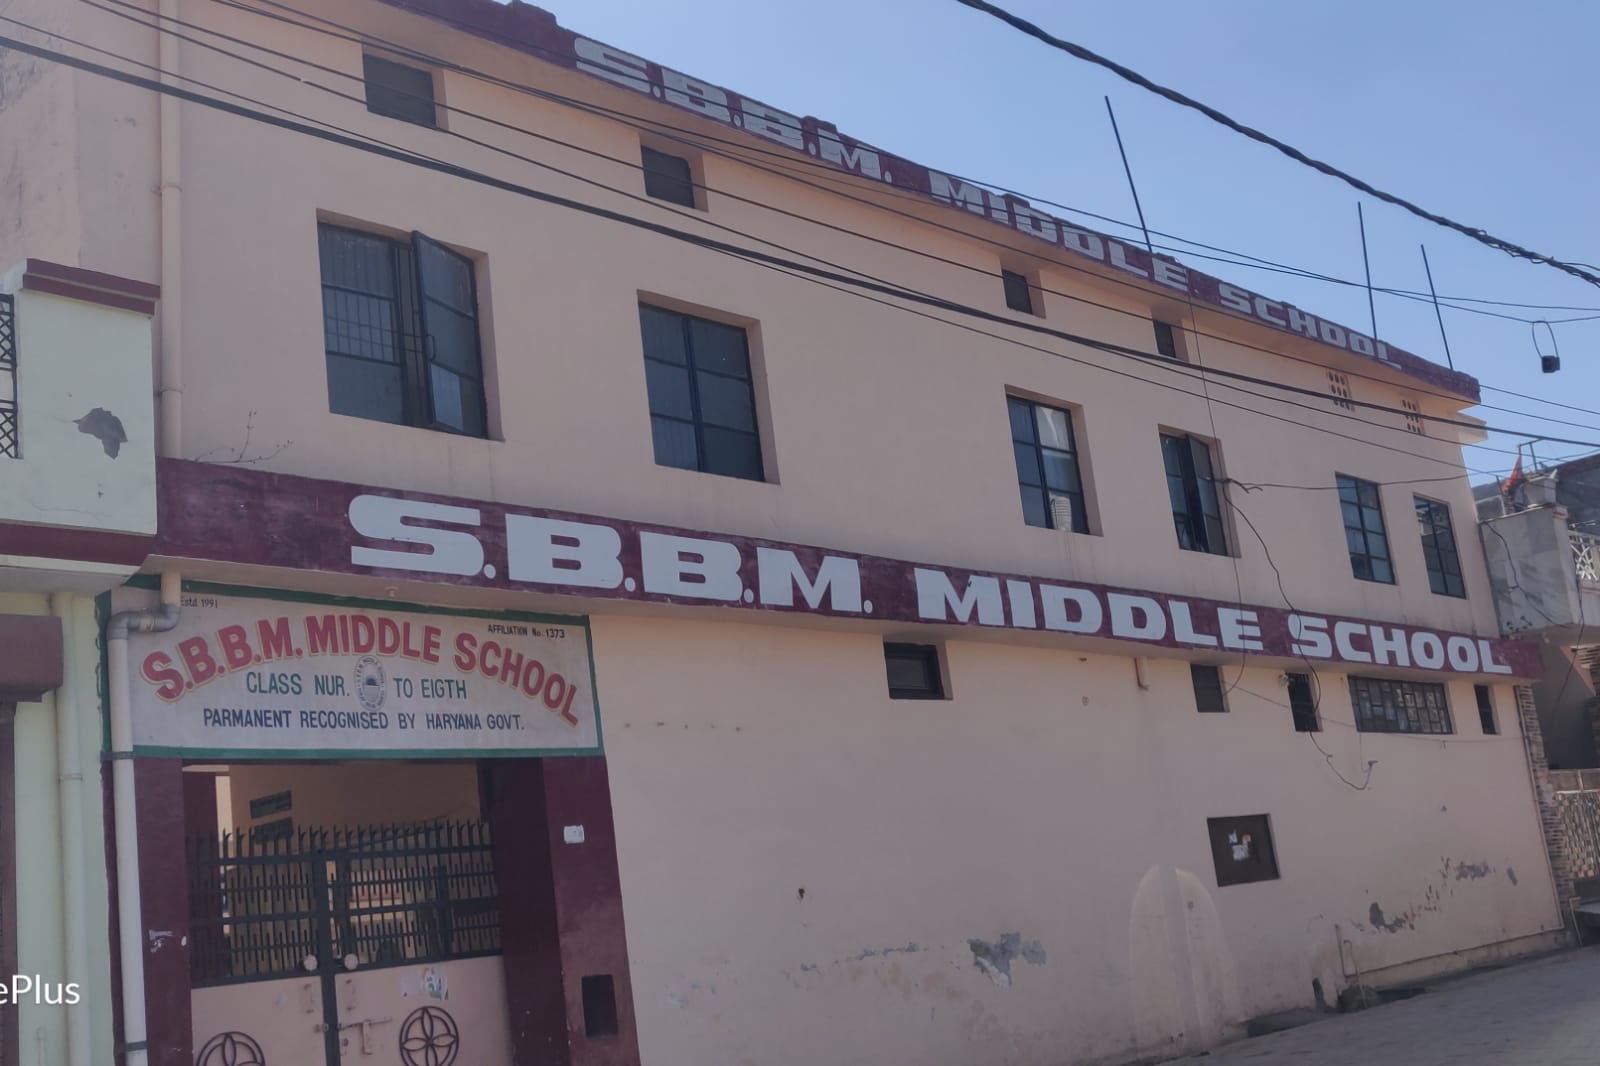 S.B.B.M. MIDDLE SCHOOL
S.B.B.M. MIDDLE SCHOOL
Estd. 1991
AFFILIATION No. 1373
S.B.B.M. MIDDLE SCHOOL
CLASS NUR. TO EIGTH
PARMANENT RECOGNISED BY HARYANA GOVT.
ePlus